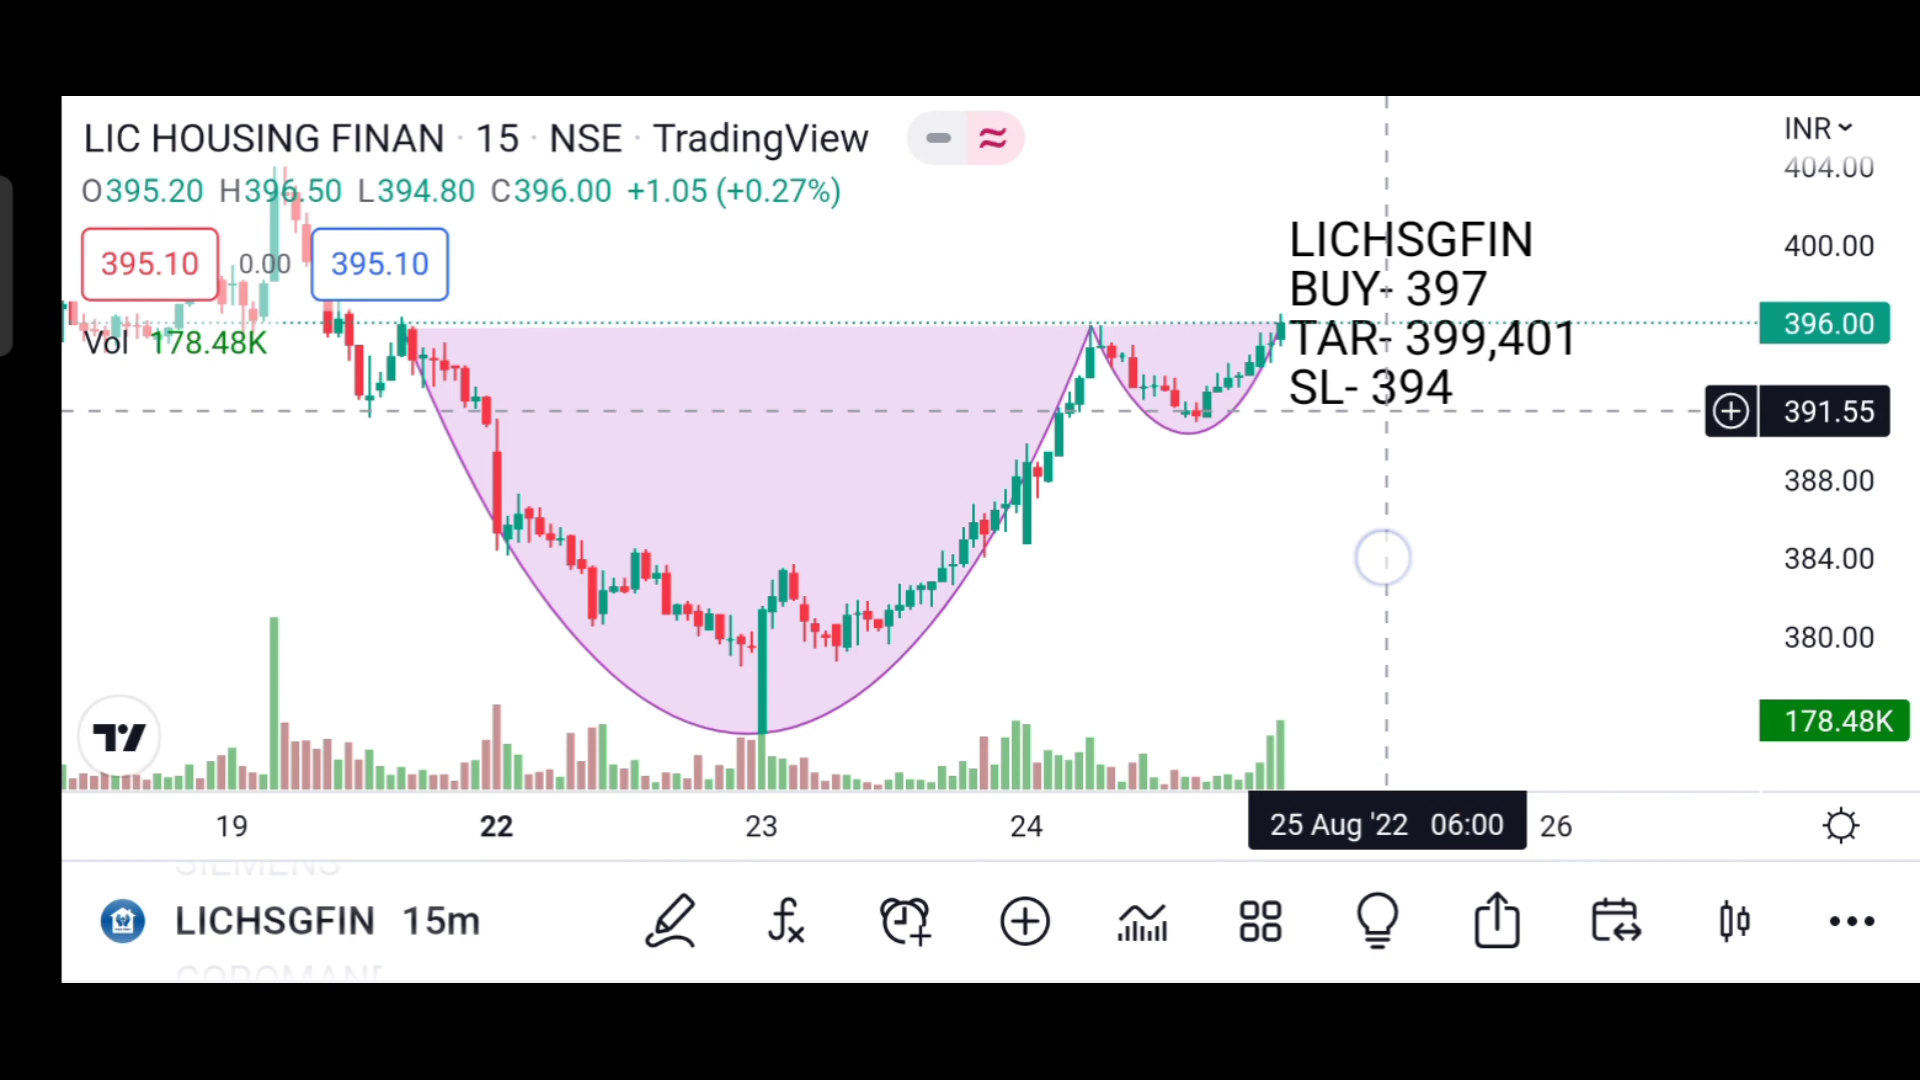 LIC HOUSING FINAN · 15 · NSE · TradingView
INR
O395.20 H396.50 L394.80 C396.00 +1.05 (+0.27%)
404.00
395.10 0.00 395.10
400.00
LICHSGFIN
BUY- 397
TAR- 399,401
SL- 394
Vol 178.48K
396.00
391.55
388.00
384.00
380.00
178.48K
19 22 23 24 25 Aug '22 06:00 26
SIEMENS
LICHSGFIN 15m